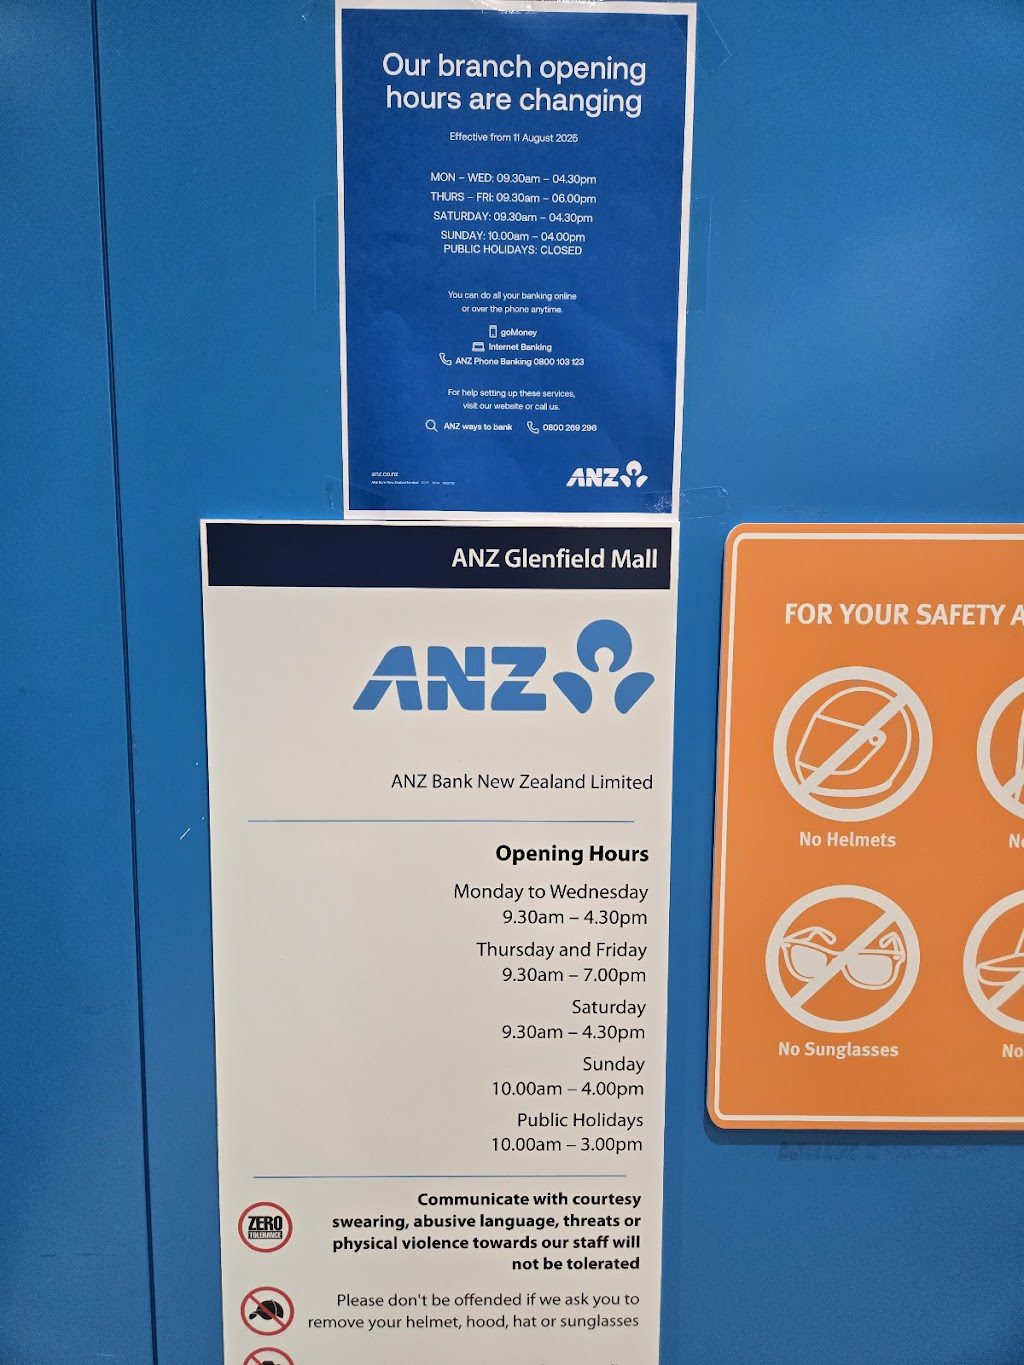 Our branch opening
hours are changing
Effective from 11 August 2025
MON – WED: 09.30am – 04.30pm
THURS – FRI: 09.30am – 06.00pm
SATURDAY: 09.30am – 04.30pm
SUNDAY: 10.00am – 04.00pm
PUBLIC HOLIDAYS: CLOSED
You can do all your banking online
or over the phone anytime.
goMoney
Internet Banking
ANZ Phone Banking 0800 103 123
For help setting up these services,
visit our website or call us.
ANZ ways to bank 0800 269 296
anz.co.nz
ANZ Bank New Zealand Limited
ANZ
ANZ Glenfield Mall
ANZ
ANZ Bank New Zealand Limited
Opening Hours
Monday to Wednesday
9.30am – 4.30pm
Thursday and Friday
9.30am – 7.00pm
Saturday
9.30am – 4.30pm
Sunday
10.00am – 4.00pm
Public Holidays
10.00am – 3.00pm
ZERO
TOLERANCE
Communicate with courtesy
swearing, abusive language, threats or
physical violence towards our staff will
not be tolerated
Please don't be offended if we ask you to
remove your helmet, hood, hat or sunglasses
FOR YOUR SAFETY A
No Helmets
No
No Sunglasses
No